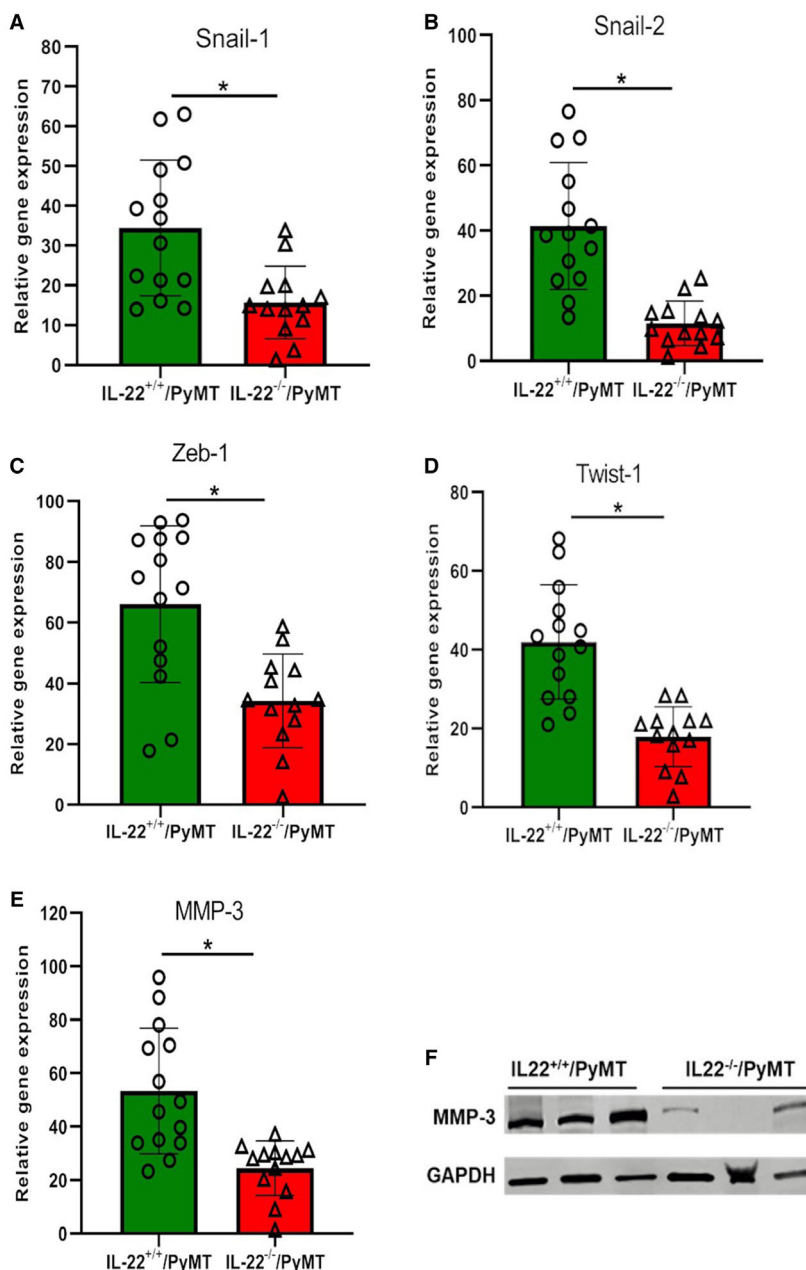 A
Snail-1
Relative gene expression
80
70
60
50
40
30
20
10
0
*
IL-22+/+/PyMT IL-22-/-/PyMT
B
Snail-2
Relative gene expression
100
80
60
40
20
0
*
IL-22+/+/PyMT IL-22-/-/PyMT
C
Zeb-1
Relative gene expression
100
80
60
40
20
0
*
IL-22+/+/PyMT IL-22-/-/PyMT
D
Twist-1
Relative gene expression
80
60
40
20
0
*
IL-22+/+/PyMT IL-22-/-/PyMT
E
MMP-3
Relative gene expression
120
100
80
60
40
20
0
*
IL-22+/+/PyMT IL-22-/-/PyMT
F
IL22+/+/PyMT IL22-/-/PyMT
MMP-3
GAPDH